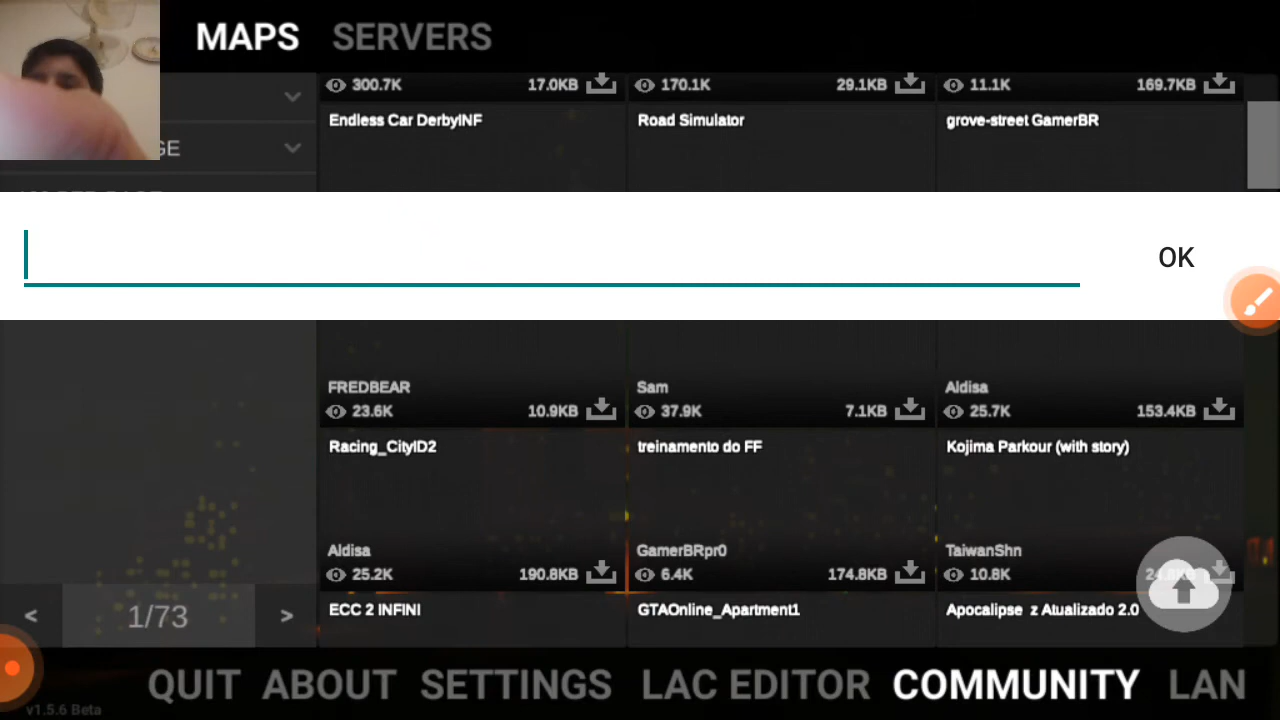 MAPS SERVERS
300.7K 17.0KB 170.1K 29.1KB 11.1K 169.7KB
Endless Car DerbyINF Road Simulator grove-street GamerBR
GE
OK
FREDBEAR Sam Aldisa
23.6K 10.9KB 37.9K 7.1KB 25.7K 153.4KB
Racing_CityID2 treinamento do FF Kojima Parkour (with story)
Aldisa GamerBRpr0 TaiwanShn
25.2K 190.8KB 6.4K 174.8KB 10.8K
< 1/73 > ECC 2 INFINI GTAOnline_Apartment1 Apocalipse z Atualizado 2.0
QUIT ABOUT SETTINGS LAC EDITOR COMMUNITY LAN
v1.5.6 Beta